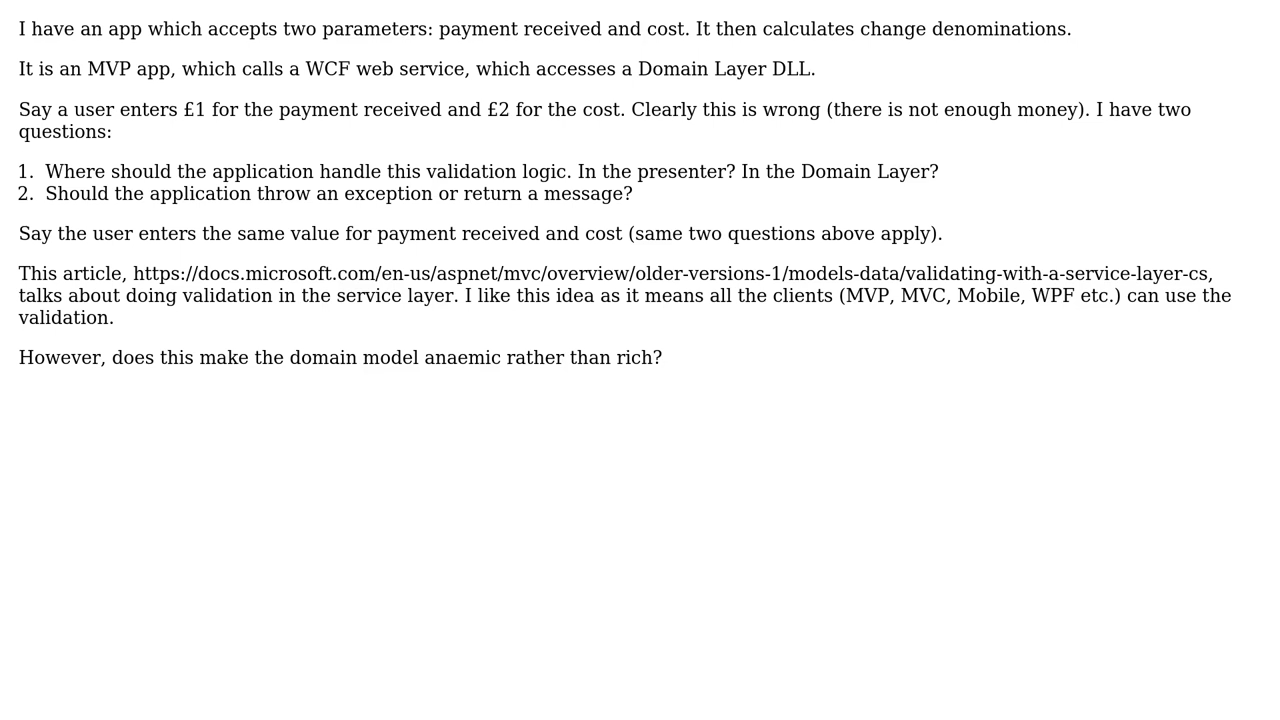 I have an app which accepts two parameters: payment received and cost. It then calculates change denominations.
It is an MVP app, which calls a WCF web service, which accesses a Domain Layer DLL.
Say a user enters £1 for the payment received and £2 for the cost. Clearly this is wrong (there is not enough money). I have two
questions:
1. Where should the application handle this validation logic. In the presenter? In the Domain Layer?
2. Should the application throw an exception or return a message?
Say the user enters the same value for payment received and cost (same two questions above apply).
This article, https://docs.microsoft.com/en-us/aspnet/mvc/overview/older-versions-1/models-data/validating-with-a-service-layer-cs,
talks about doing validation in the service layer. I like this idea as it means all the clients (MVP, MVC, Mobile, WPF etc.) can use the
validation.
However, does this make the domain model anaemic rather than rich?